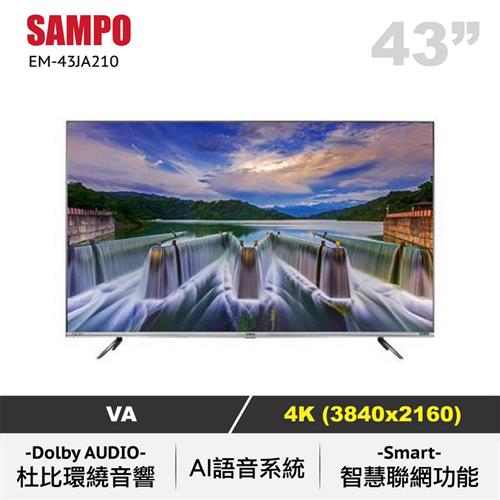 SAMPO
EM-43JA210
43”
SAMPO
VA
4K (3840x2160)
-Dolby AUDIO-
杜比環繞音響
AI語音系統
-Smart-
智慧聯網功能